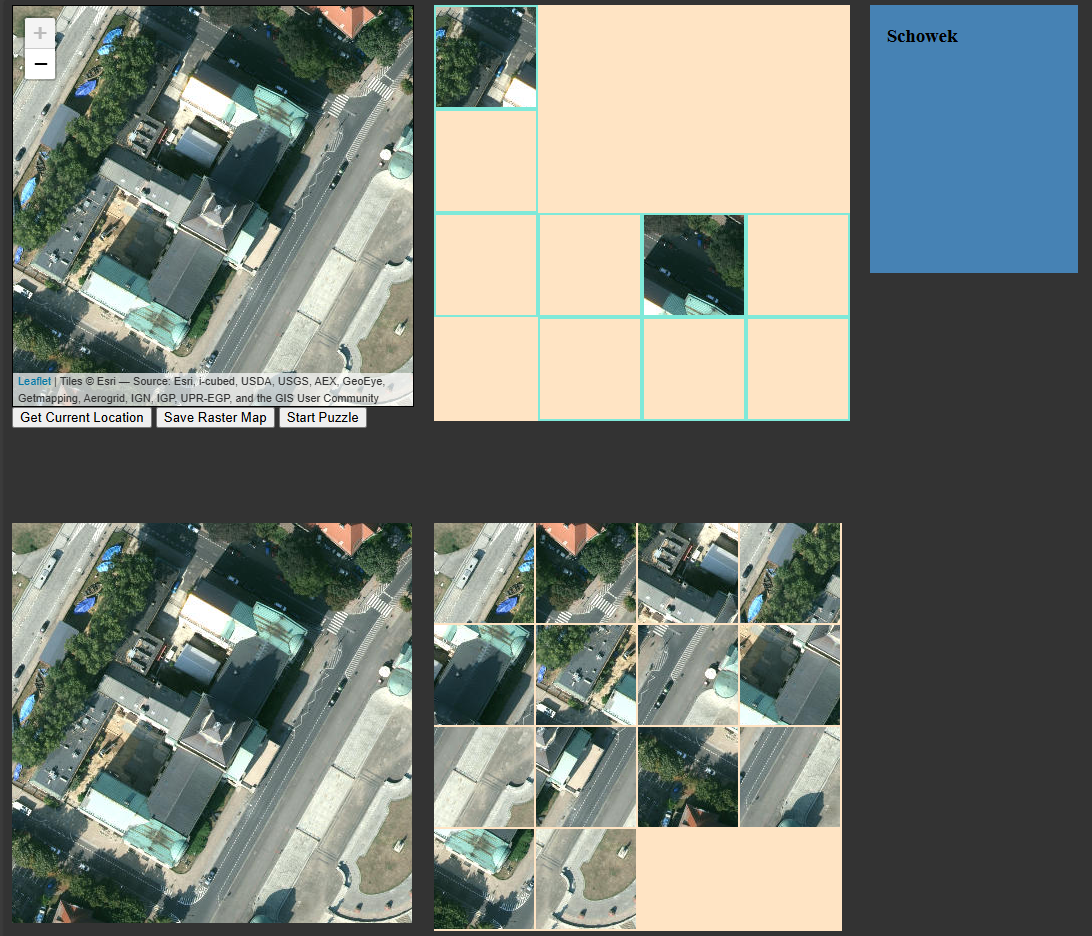 +
−
Leaflet | Tiles © Esri — Source: Esri, i-cubed, USDA, USGS, AEX, GeoEye,
Getmapping, Aerogrid, IGN, IGP, UPR-EGP, and the GIS User Community
Get Current Location
Save Raster Map
Start Puzzle
Schowek